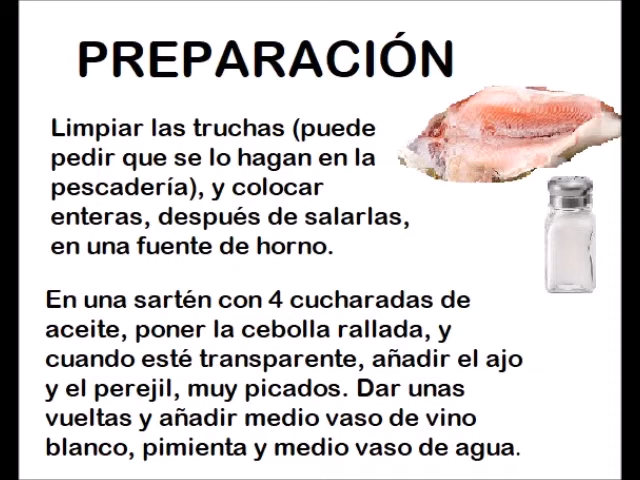 PREPARACIÓN
Limpiar las truchas (puede
pedir que se lo hagan en la
pescadería), y colocar
enteras, después de salarlas,
en una fuente de horno.
En una sartén con 4 cucharadas de
aceite, poner la cebolla rallada, y
cuando esté transparente, añadir el ajo
y el perejil, muy picados. Dar unas
vueltas y añadir medio vaso de vino
blanco, pimienta y medio vaso de agua.